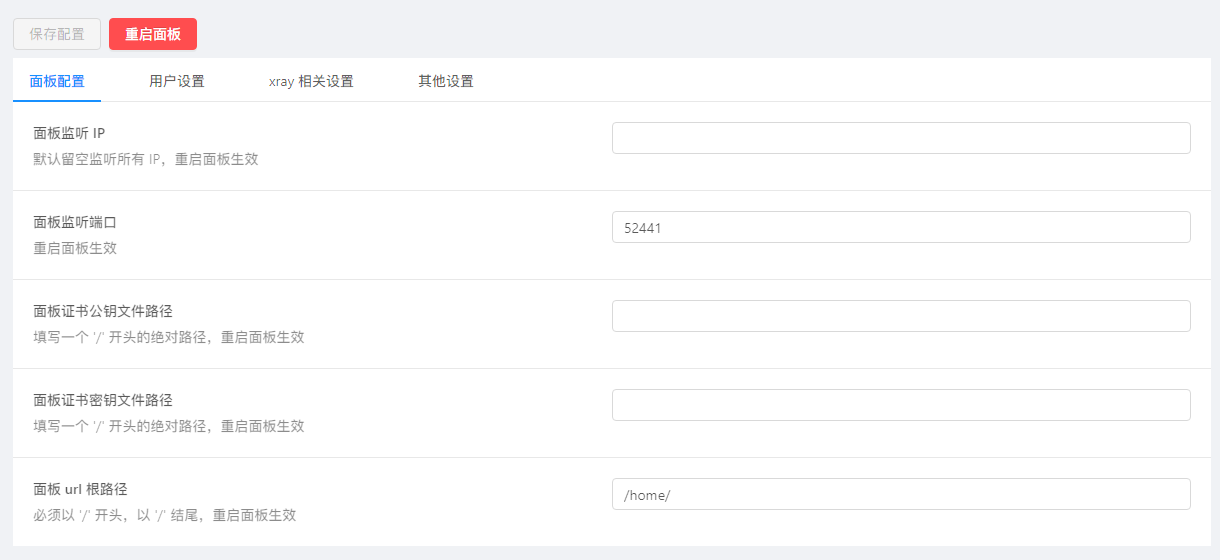 保存配置 重启面板
面板配置 用户设置 xray 相关设置 其他设置
面板监听 IP
默认留空监听所有 IP，重启面板生效
面板监听端口
52441
重启面板生效
面板证书公钥文件路径
填写一个 '/' 开头的绝对路径，重启面板生效
面板证书密钥文件路径
填写一个 '/' 开头的绝对路径，重启面板生效
面板 url 根路径
/home/
必须以 '/' 开头，以 '/' 结尾，重启面板生效